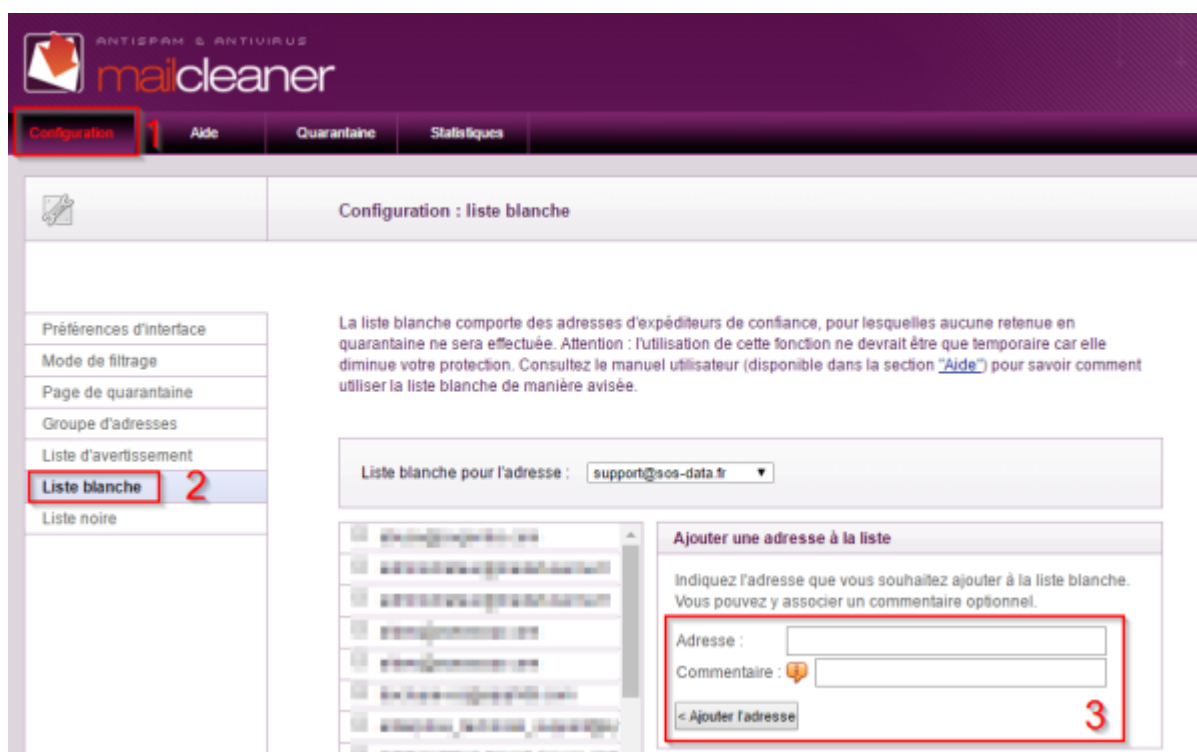 ANTISPAM & ANTIVIRUS
mailcleaner
Configuration 1 Aide Quarantaine Statistiques
Configuration : liste blanche
Préférences d'interface
Mode de filtrage
Page de quarantaine
Groupe d'adresses
Liste d'avertissement
Liste blanche 2
Liste noire
La liste blanche comporte des adresses d'expéditeurs de confiance, pour lesquelles aucune retenue en
quarantaine ne sera effectuée. Attention : l'utilisation de cette fonction ne devrait être que temporaire car elle
diminue votre protection. Consultez le manuel utilisateur (disponible dans la section "Aide") pour savoir comment
utiliser la liste blanche de manière avisée.
Liste blanche pour l'adresse : support@sos-data.fr
Ajouter une adresse à la liste
Indiquez l'adresse que vous souhaitez ajouter à la liste blanche.
Vous pouvez y associer un commentaire optionnel.
Adresse :
Commentaire :
< Ajouter l'adresse 3